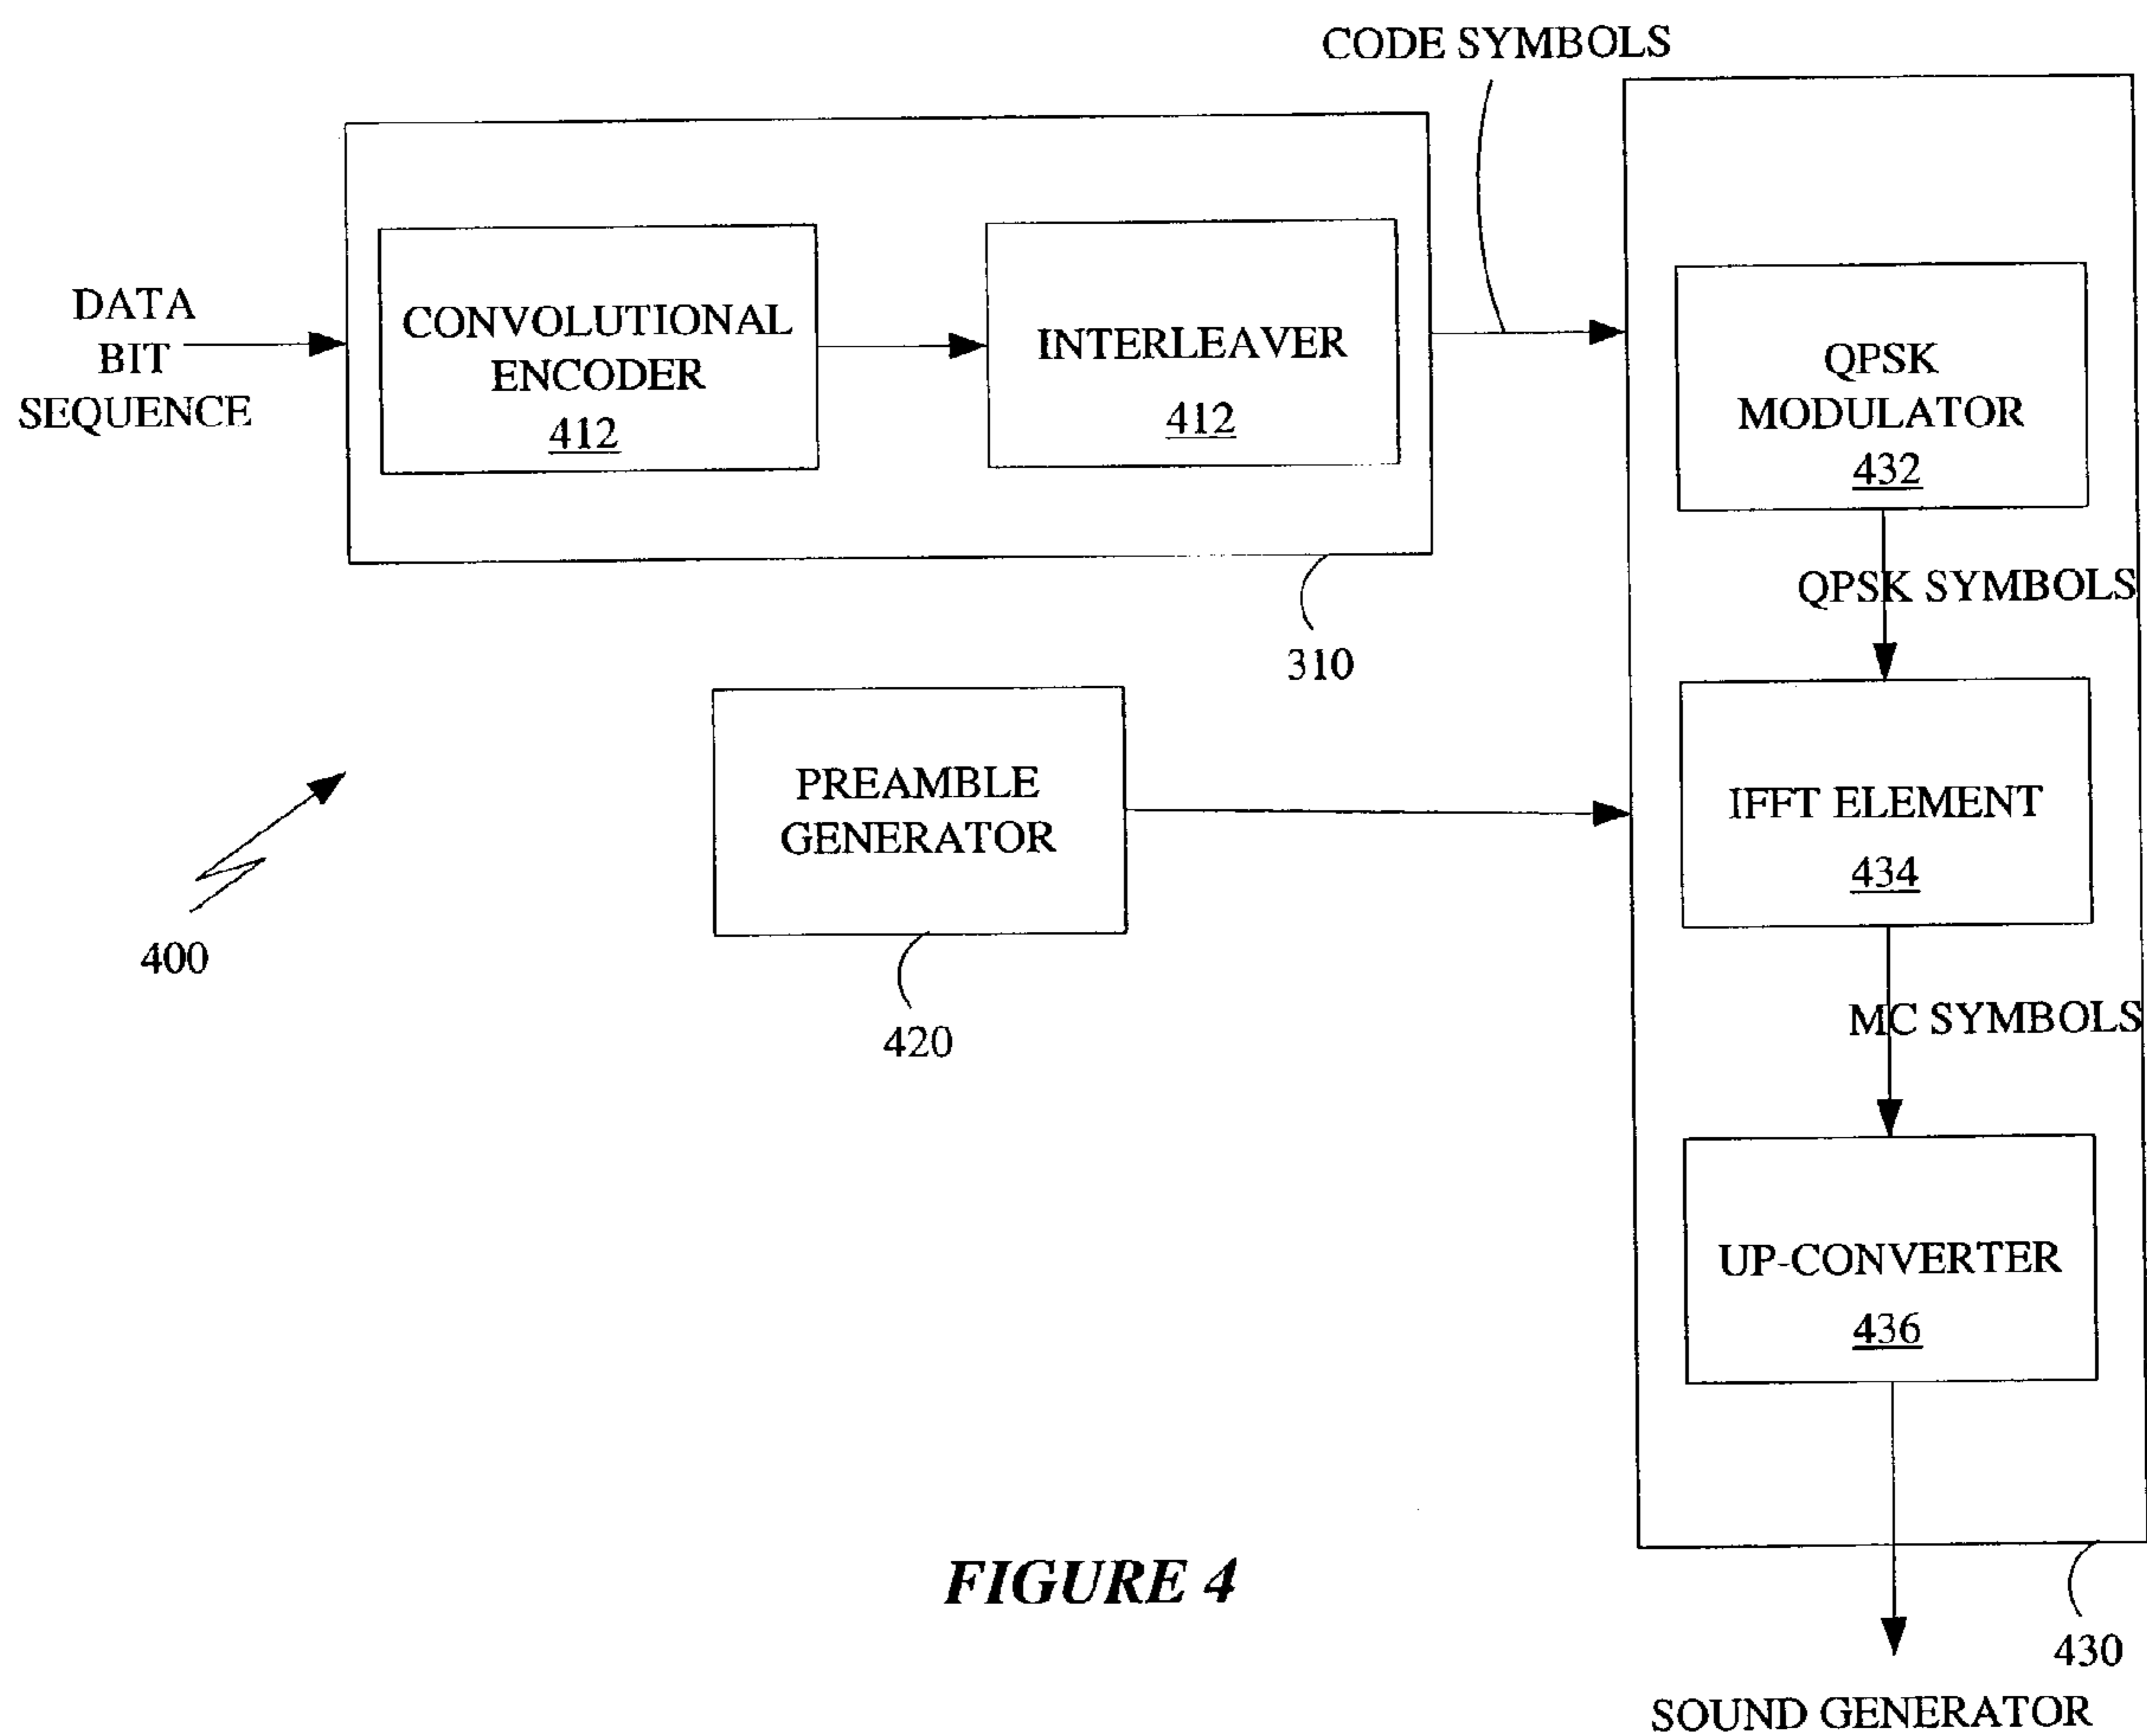 CODE SYMBOLS
DATA
BIT
SEQUENCE
CONVOLUTIONAL
ENCODER
412
INTERLEAVER
412
QPSK
MODULATOR
432
QPSK SYMBOLS
310
PREAMBLE
GENERATOR
IFFT ELEMENT
434
400
420
MC SYMBOLS
UP-CONVERTER
436
FIGURE 4
430
SOUND GENERATOR